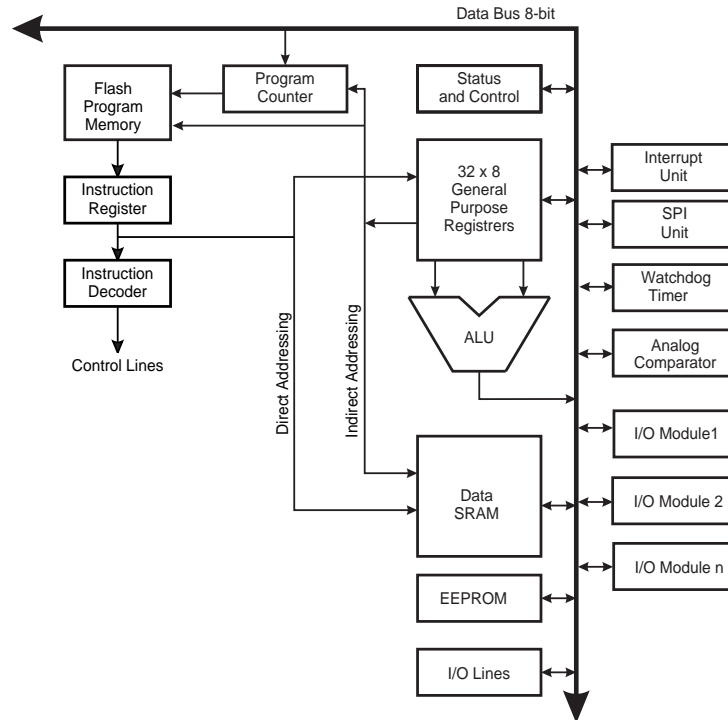 Data Bus 8-bit
Flash
Program
Memory
Program
Counter
Status
and Control
32 x 8
General
Purpose
Registrers
Interrupt
Unit
Instruction
Register
SPI
Unit
Instruction
Decoder
Watchdog
Timer
Direct Addressing
Indirect Addressing
ALU
Analog
Comparator
Control Lines
I/O Module1
Data
SRAM
I/O Module 2
I/O Module n
EEPROM
I/O Lines